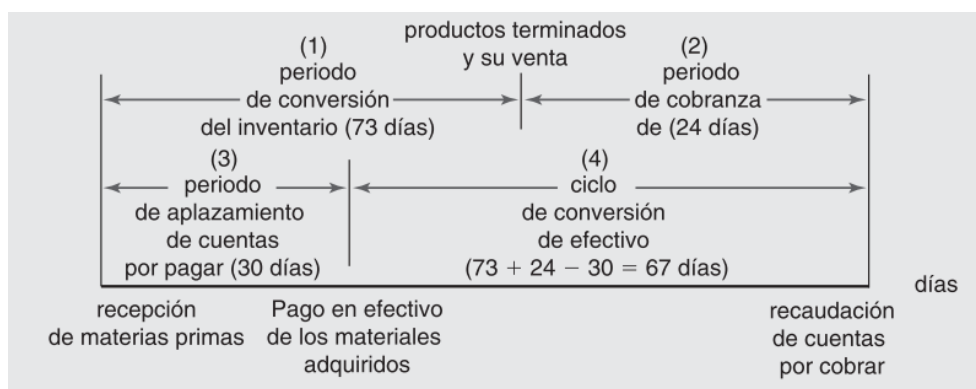 productos terminados
y su venta
(1)
periodo
de conversión
del inventario (73 días)
(2)
periodo
de cobranza
de (24 días)
(3)
periodo
de aplazamiento
de cuentas
por pagar (30 días)
(4)
ciclo
de conversión
de efectivo
(73 + 24 − 30 = 67 días)
días
recepción
de materias primas
Pago en efectivo
de los materiales
adquiridos
recaudación
de cuentas
por cobrar